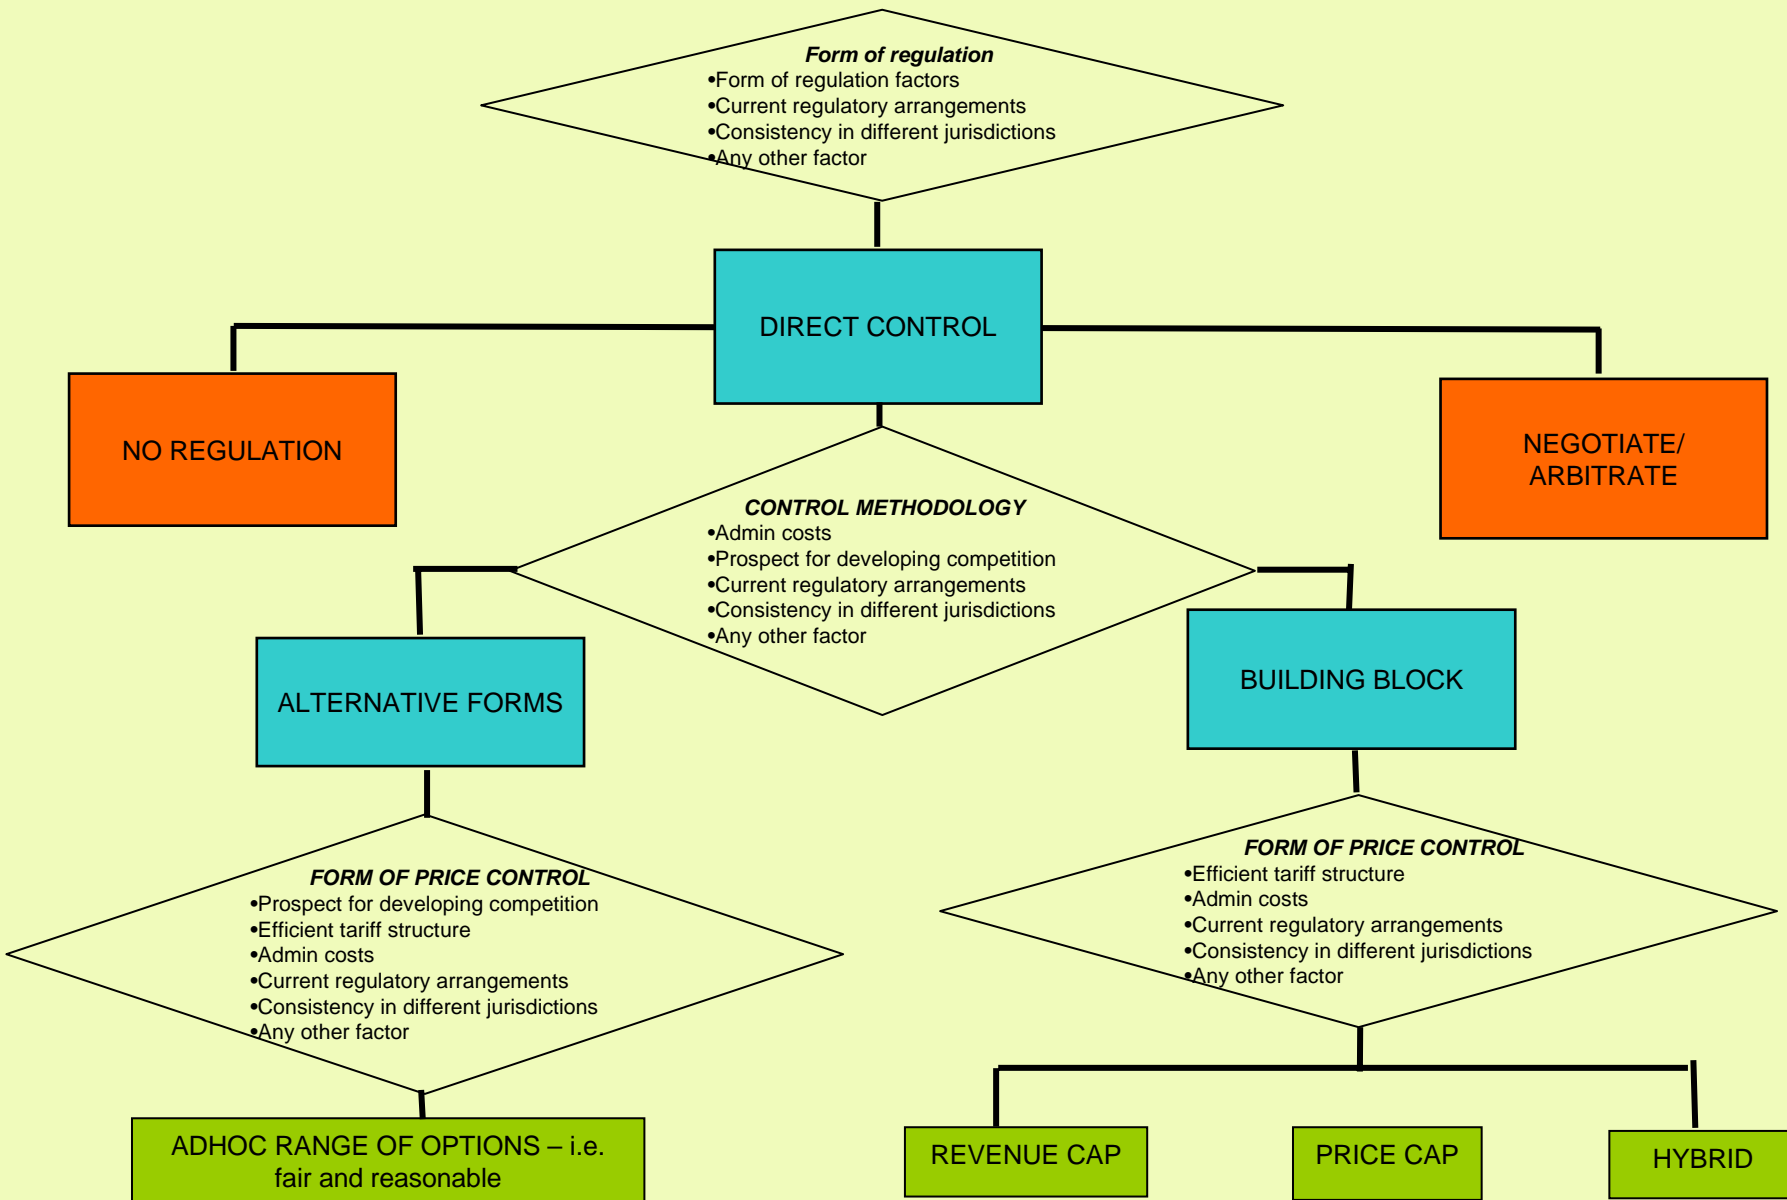 Form of regulation
•Form of regulation factors
•Current regulatory arrangements
•Consistency in different jurisdictions
•Any other factor
DIRECT CONTROL
NO REGULATION
NEGOTIATE/
ARBITRATE
CONTROL METHODOLOGY
•Admin costs
•Prospect for developing competition
•Current regulatory arrangements
•Consistency in different jurisdictions
•Any other factor
ALTERNATIVE FORMS
BUILDING BLOCK
FORM OF PRICE CONTROL
•Prospect for developing competition
•Efficient tariff structure
•Admin costs
•Current regulatory arrangements
•Consistency in different jurisdictions
•Any other factor
FORM OF PRICE CONTROL
•Efficient tariff structure
•Admin costs
•Current regulatory arrangements
•Consistency in different jurisdictions
•Any other factor
ADHOC RANGE OF OPTIONS – i.e.
fair and reasonable
REVENUE CAP
PRICE CAP
HYBRID